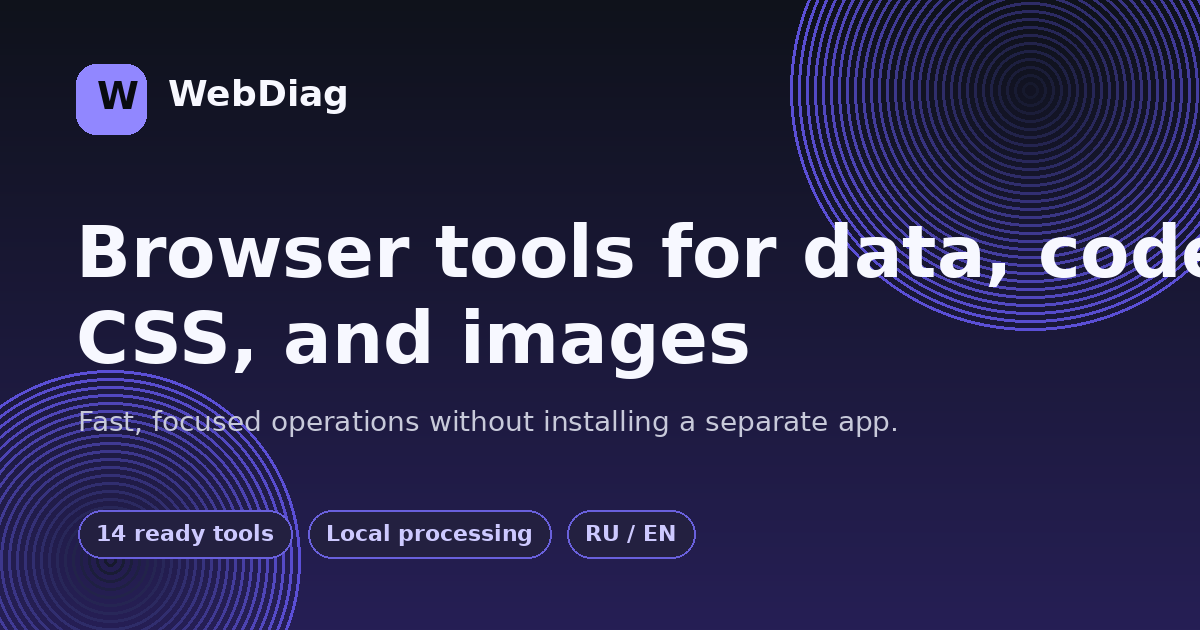 W WebDiag
Browser tools for data, code
CSS, and images
Fast, focused operations without installing a separate app.
14 ready tools Local processing RU / EN